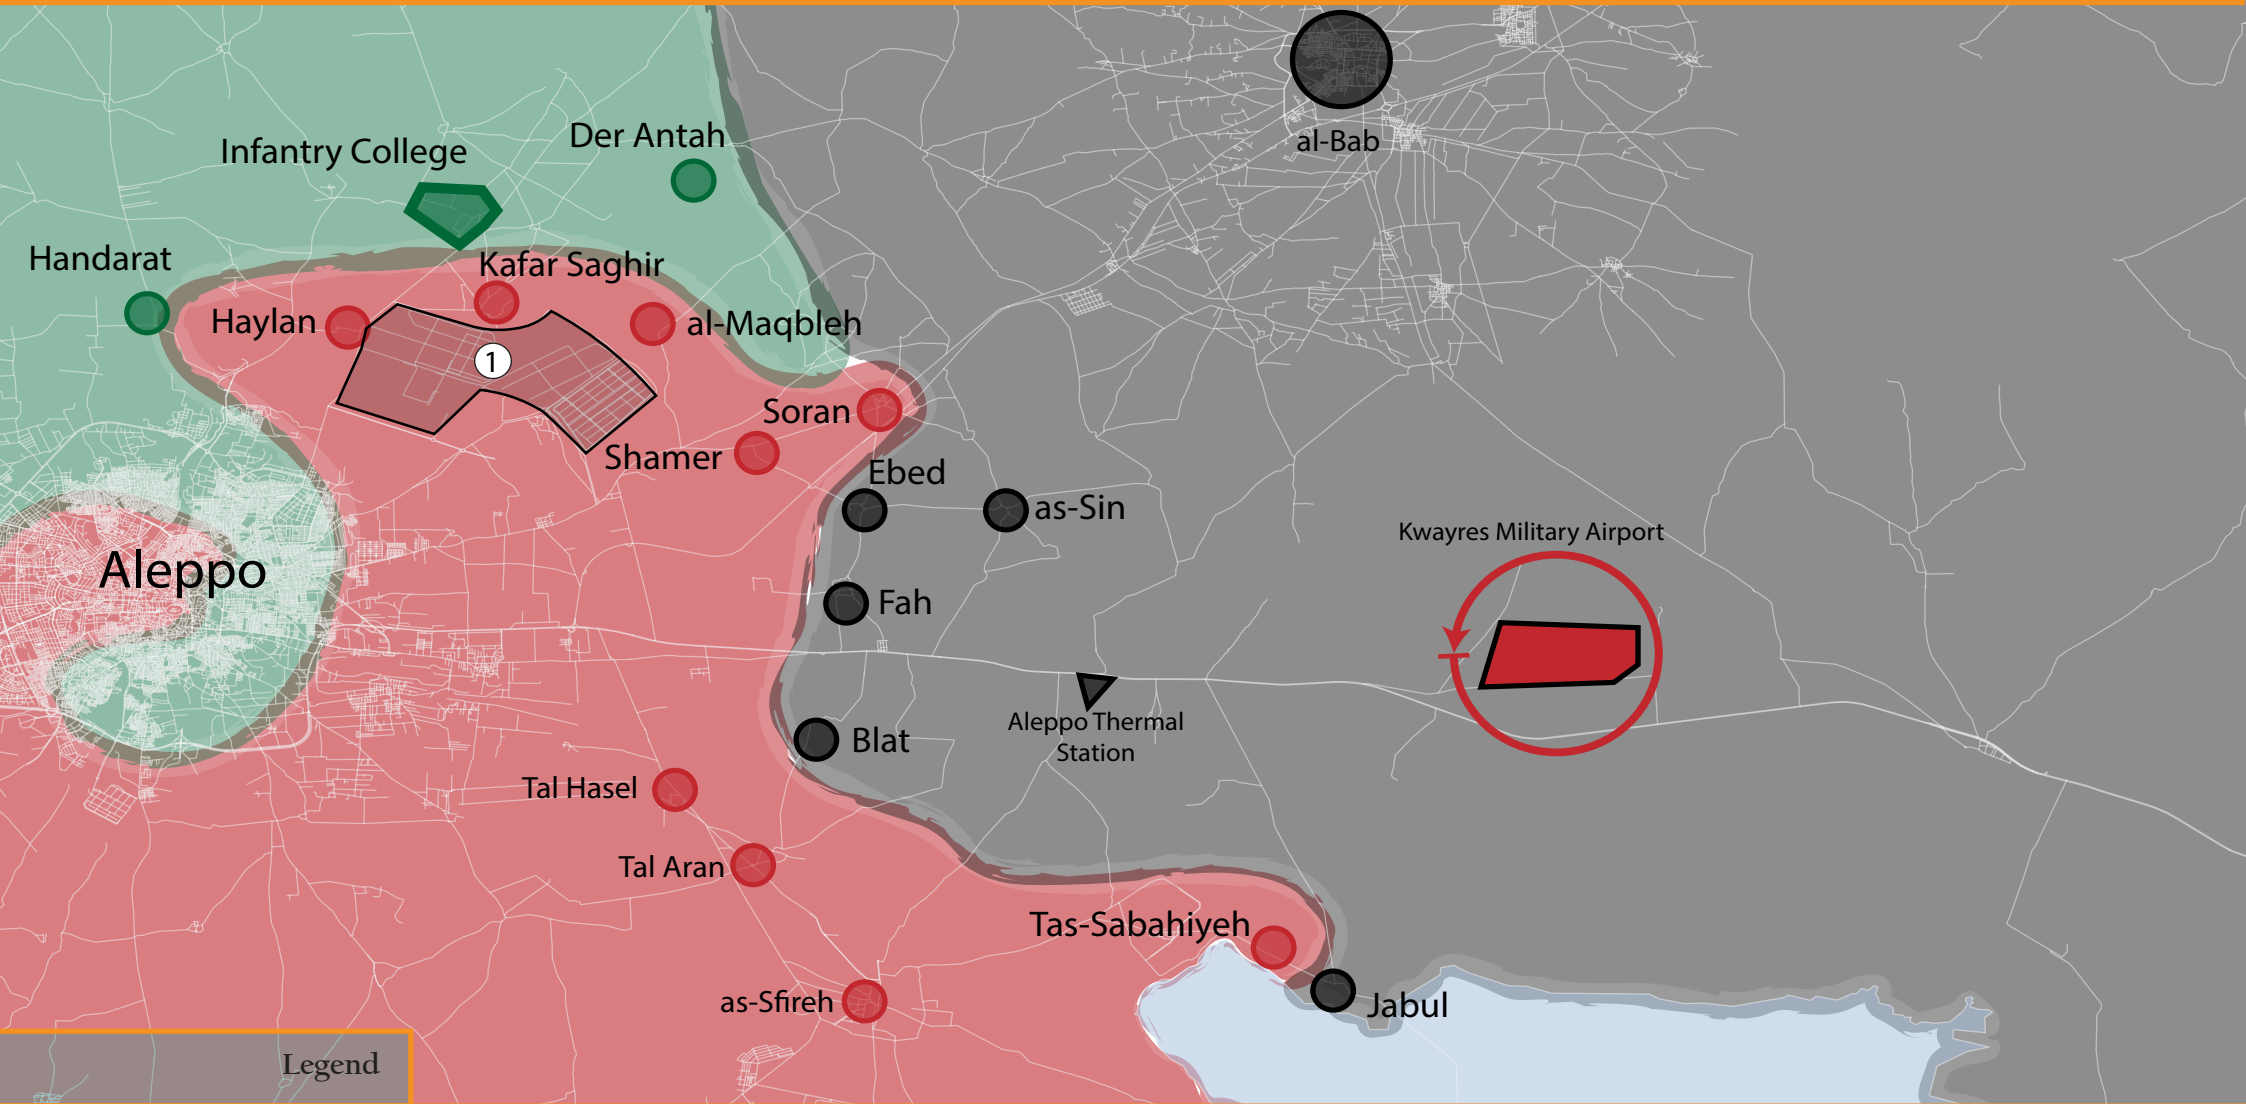 al-Bab
Der Antah
Infantry College
Handarat
Kafar Saghir
Haylan
al-Maqbleh
1
Soran
Shamer
Ebed
as-Sin
Kwayres Military Airport
Aleppo
Fah
Aleppo Thermal
Station
Blat
Tal Hasel
Tal Aran
Tas-Sabahiyeh
as-Sfireh
Jabul
Legend